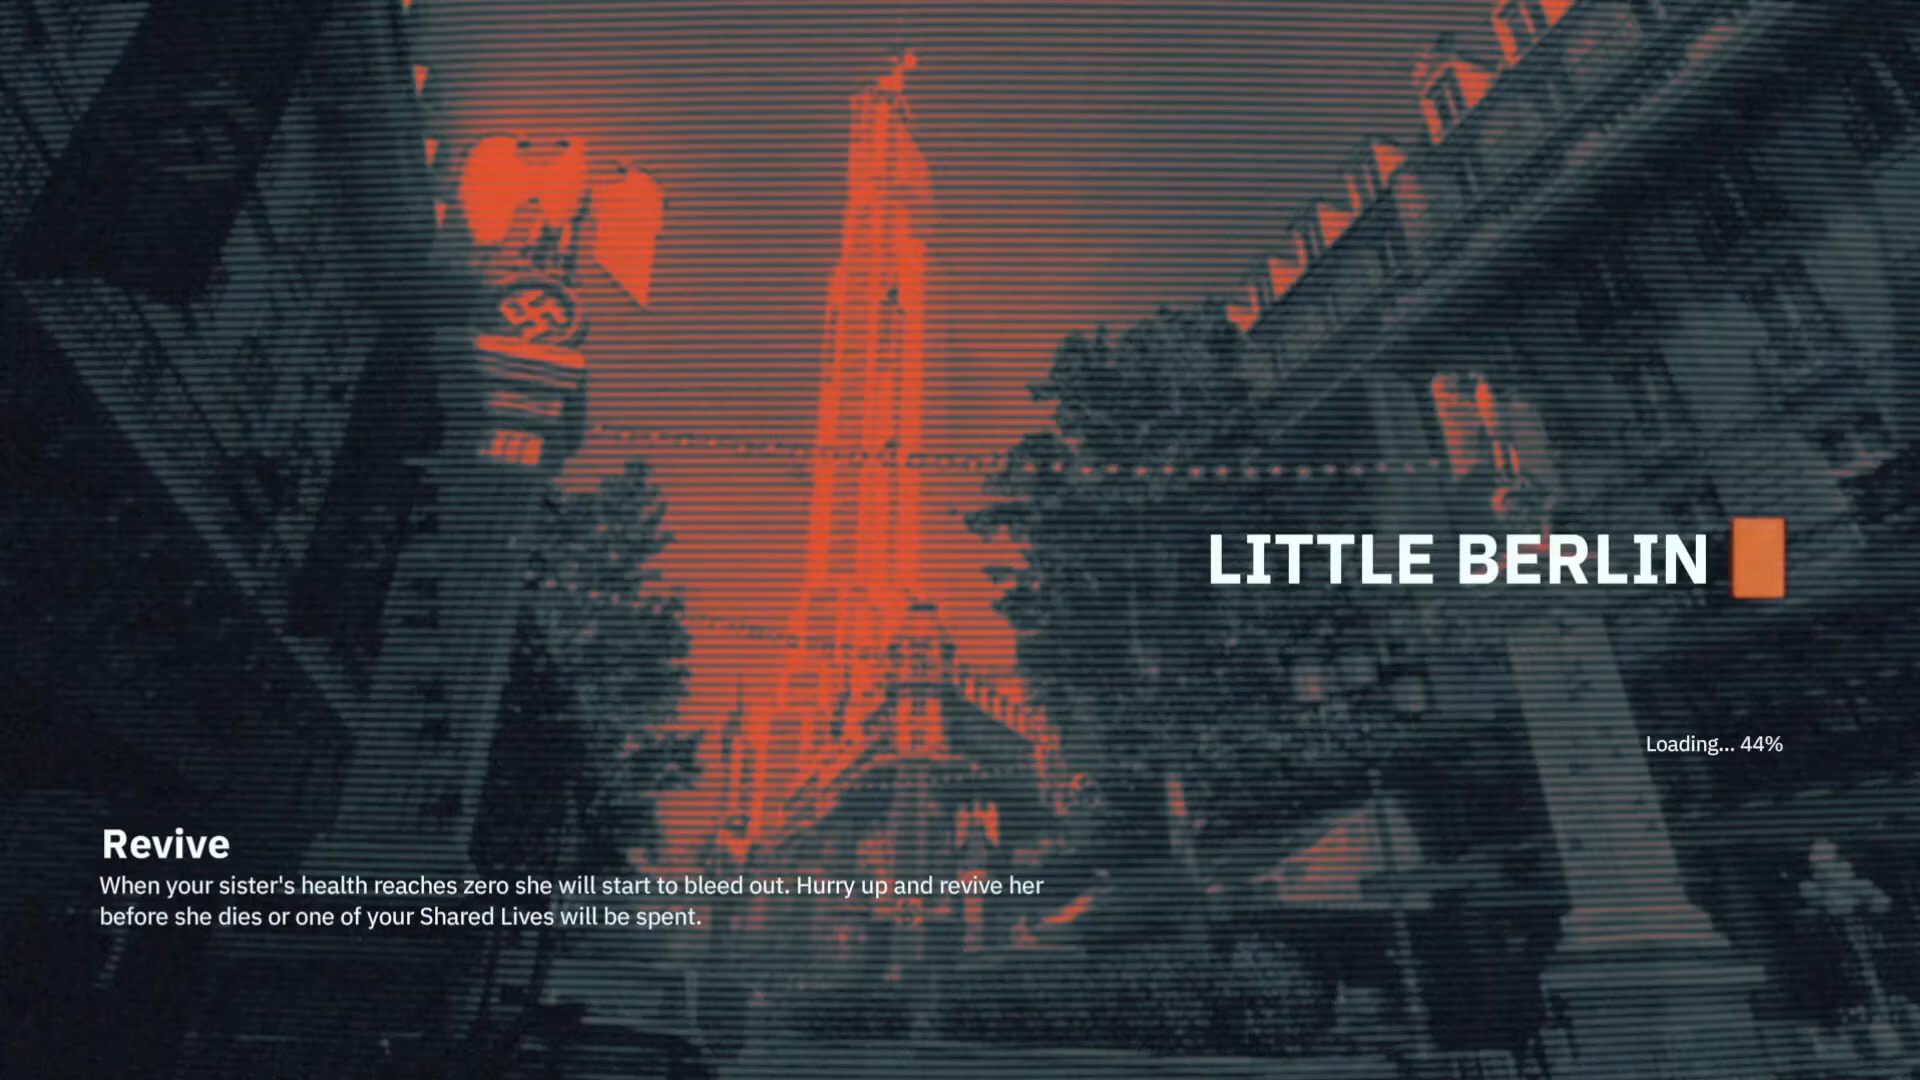 LITTLE BERLIN
Loading... 44%
Revive
When your sister's health reaches zero she will start to bleed out. Hurry up and revive her
before she dies or one of your Shared Lives will be spent.